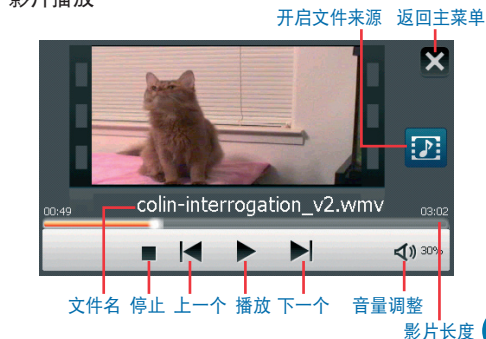 影片播放
开启文件来源 返回主菜单
colin-interrogation_v2.wmv
00:49 03:02
30%
文件名 停止 上一个 播放 下一个 音量调整
影片长度